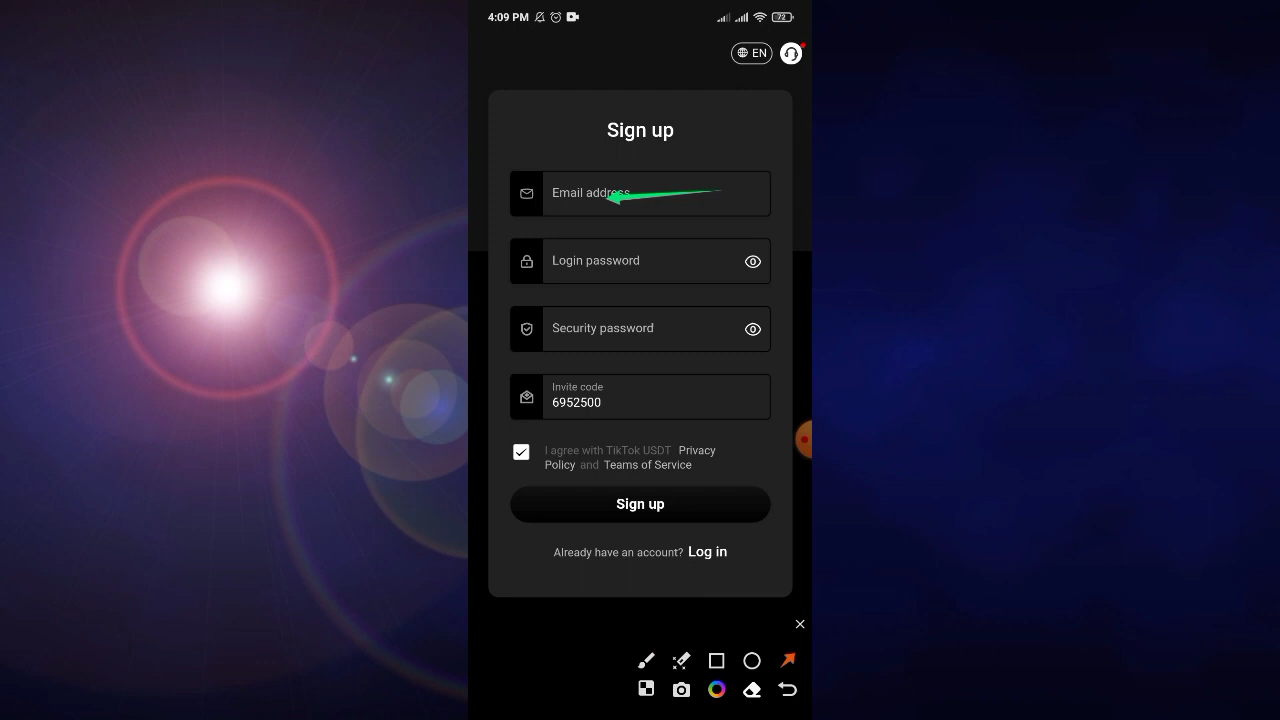 4:09 PM 72
EN
Sign up
Email address
Login password
Security password
Invite code
6952500
I agree with TikTok USDT Privacy
Policy and Teams of Service
Sign up
Already have an account? Log in